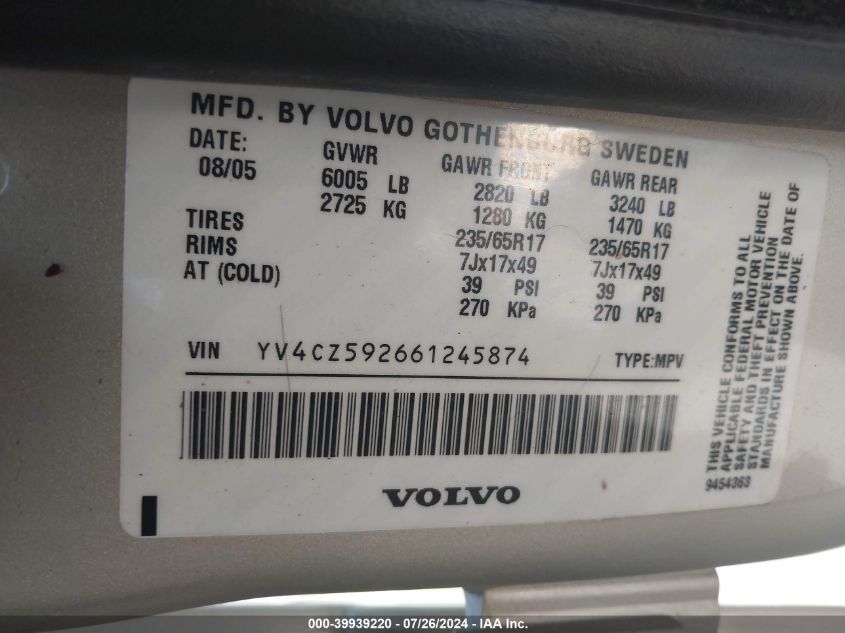 MFD. BY VOLVO GOTHENBURG SWEDEN
DATE: GVWR GAWR FRONT GAWR REAR
08/05 6005 LB 2820 LB 3240 LB
2725 KG 1280 KG 1470 KG
TIRES 235/65R17 235/65R17
RIMS 7Jx17x49 7Jx17x49
AT (COLD) 39 PSI 39 PSI
270 KPa 270 KPa
VIN YV4CZ592661245874 TYPE:MPV
VOLVO
THIS VEHICLE CONFORMS TO ALL
APPLICABLE FEDERAL MOTOR VEHICLE
SAFETY AND THEFT PREVENTION
STANDARDS IN EFFECT ON THE DATE OF
MANUFACTURE SHOWN ABOVE.
9454363
000-39939220 - 07/26/2024 - IAA Inc.